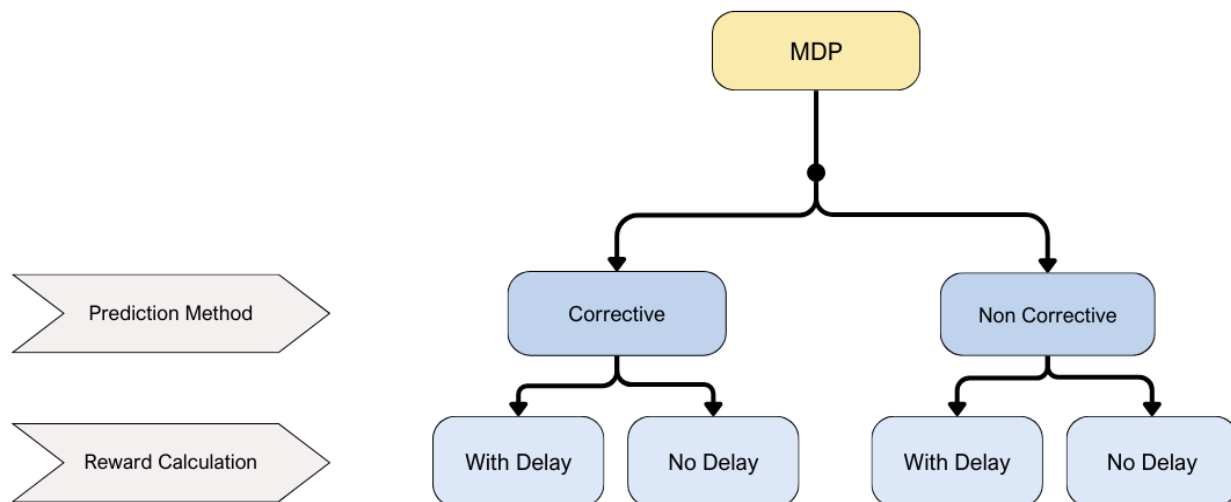 MDP
Prediction Method
Corrective
Non Corrective
Reward Calculation
With Delay
No Delay
With Delay
No Delay